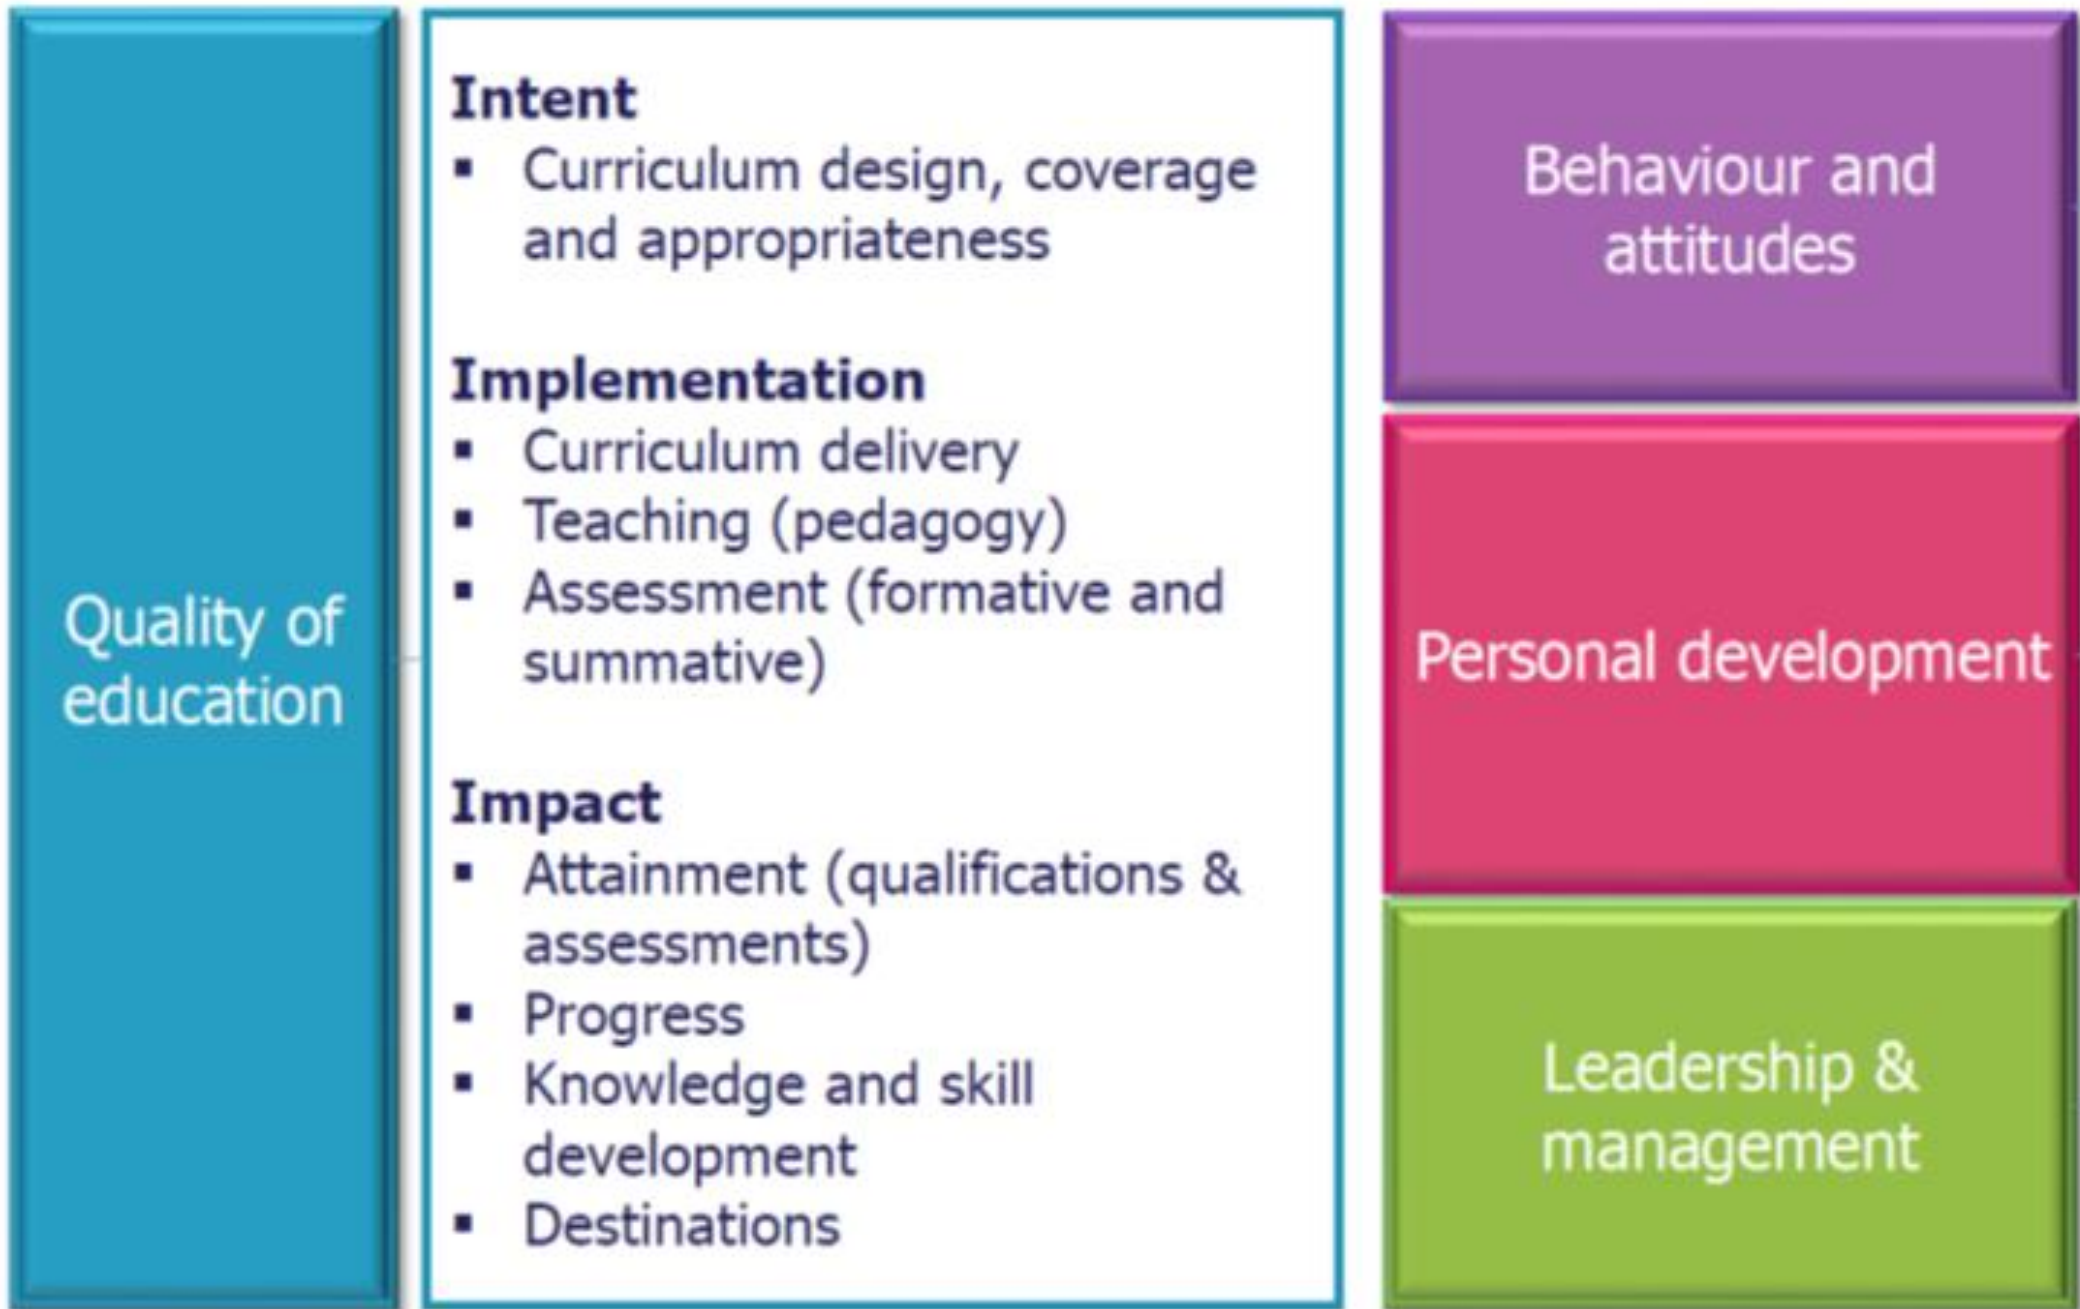 Quality of
education
Intent
▪ Curriculum design, coverage
and appropriateness
Implementation
▪ Curriculum delivery
▪ Teaching (pedagogy)
▪ Assessment (formative and
summative)
Impact
▪ Attainment (qualifications &
assessments)
▪ Progress
▪ Knowledge and skill
development
▪ Destinations
Behaviour and
attitudes
Personal development
Leadership &
management